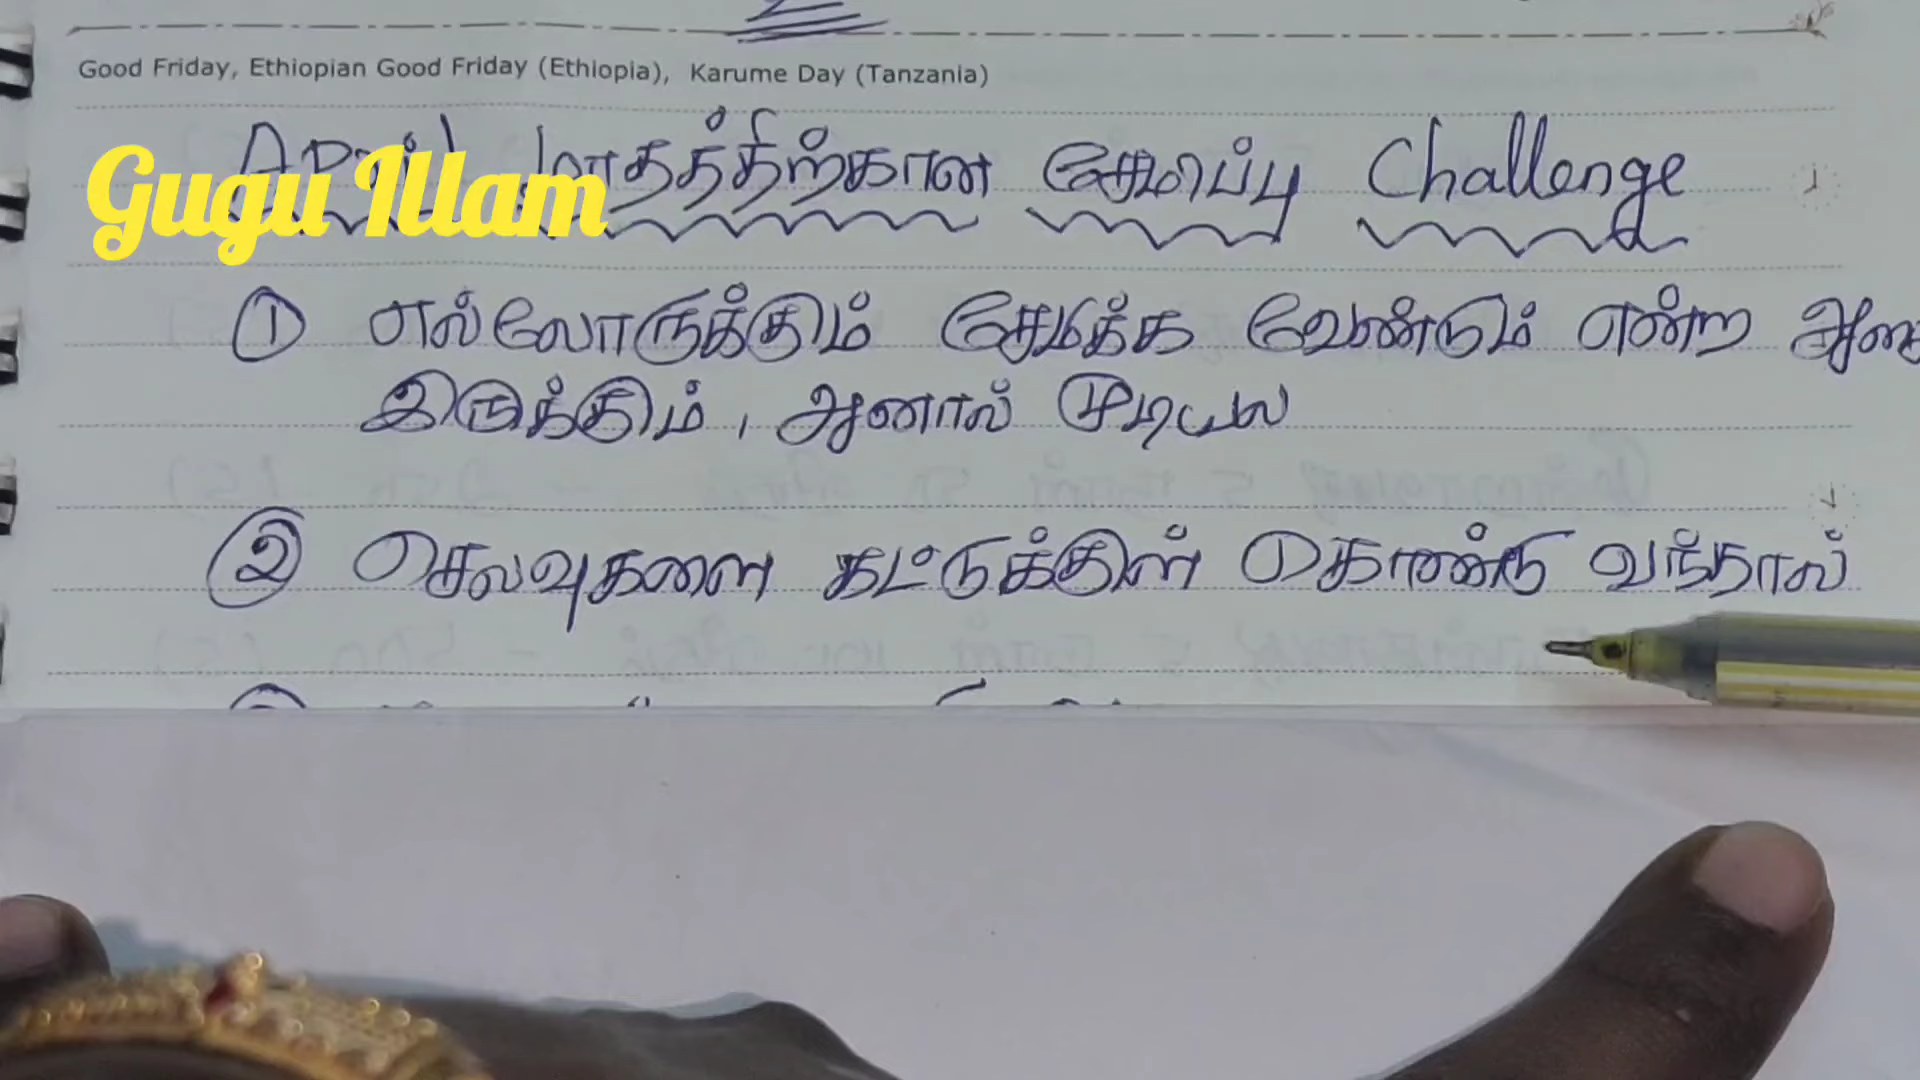 Good Friday, Ethiopian Good Friday (Ethiopia), Karume Day (Tanzania)
மாதத்திற்கான சேமிப்பு Challenge
Gugu Illam
① எல்லோருக்கும் சேமிக்க வேண்டும் என்ற
இருக்கும், ஆனால் முடியல
② செலவுகளை கட்டுக்குள் கொண்டு வந்தால்